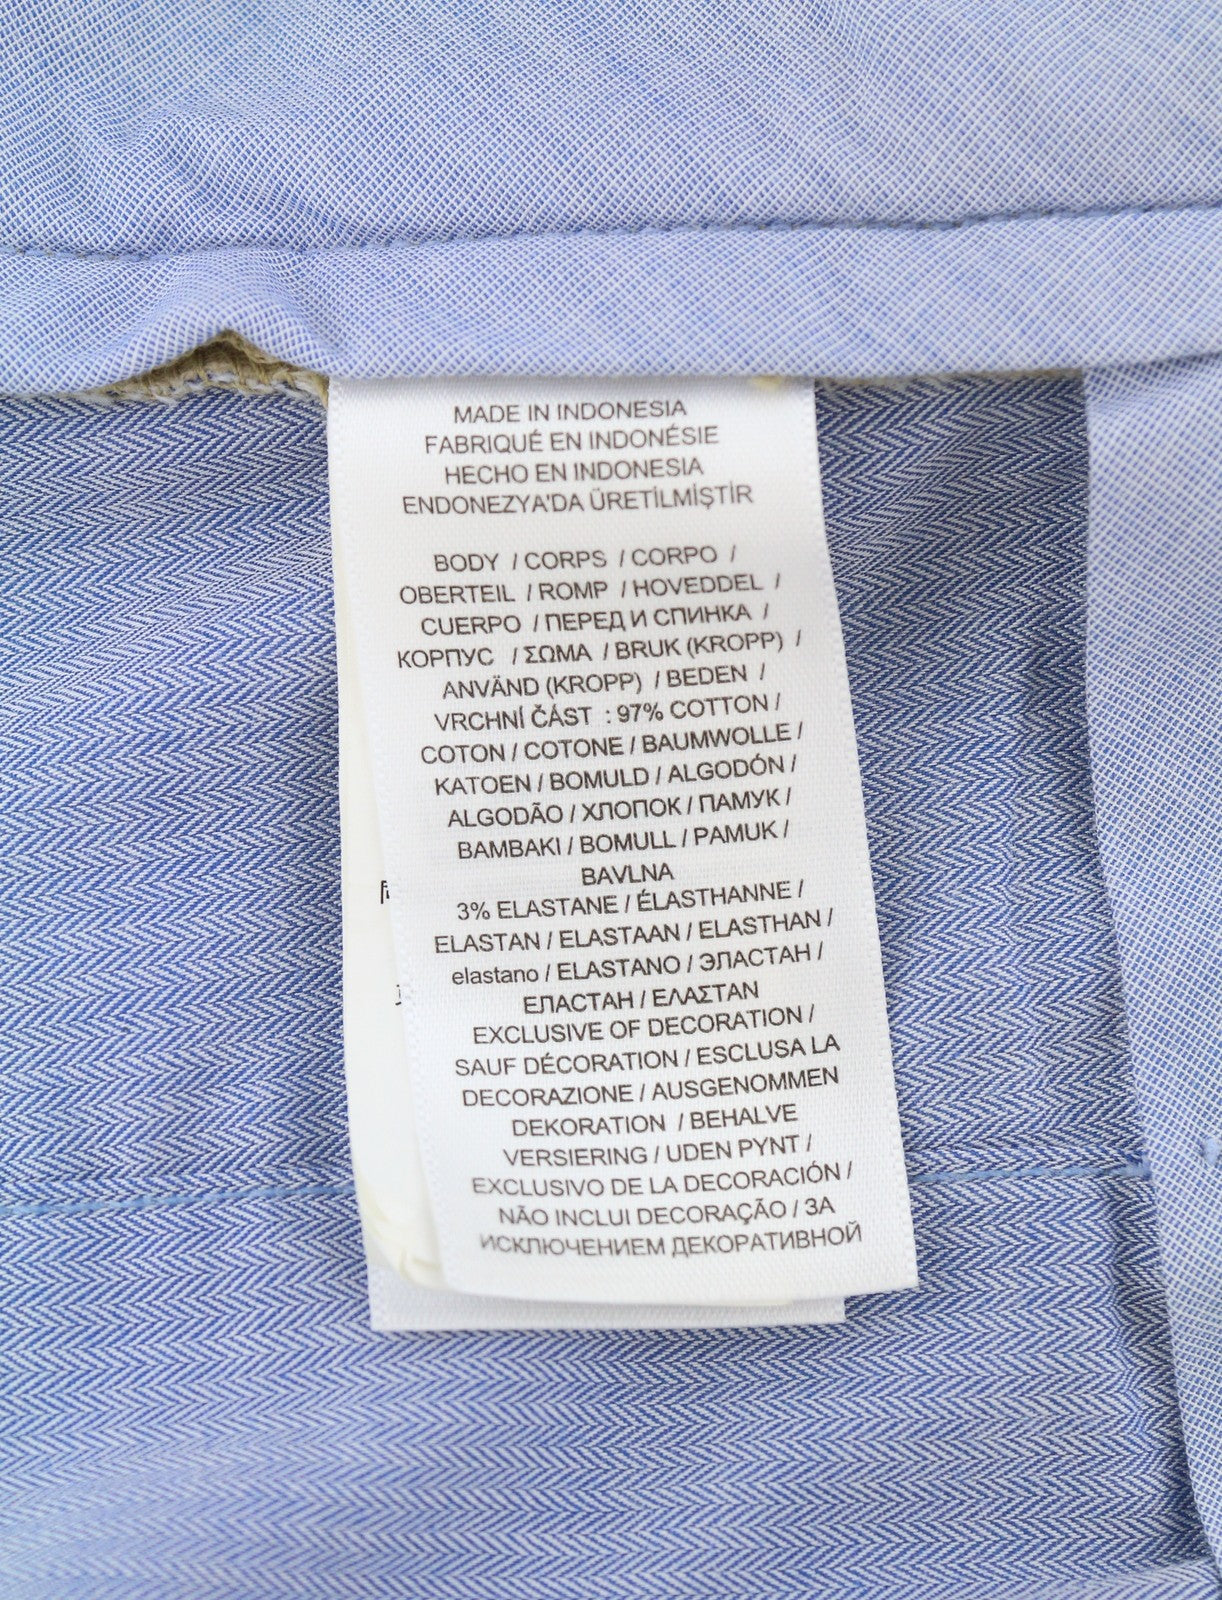 MADE IN INDONESIA
FABRIQUÉ EN INDONÉSIE
HECHO EN INDONESIA
ENDONEZYA'DA ÜRETİLMİŞTİR
BODY / CORPS / CORPO /
OBERTEIL / ROMP / HOVEDDEL /
CUERPO / ПЕРЕД И СПИНКА /
КОРПУС / ΣΩΜΑ / BRUK (KROPP) /
ANVÄND (KROPP) / BEDEN /
VRCHNÍ ČÁST : 97% COTTON /
COTON / COTONE / BAUMWOLLE /
KATOEN / BOMULD / ALGODÓN /
ALGODÃO / ХЛОПОК / ПАМУК /
BAMBAKI / BOMULL / PAMUK /
BAVLNA
3% ELASTANE / ÉLASTHANNE /
ELASTAN / ELASTAAN / ELASTHAN /
elastano / ELASTANO / ЭЛАСТАН /
ЕЛАСТАН / ΕΛΑΣΤΑΝ
EXCLUSIVE OF DECORATION /
SAUF DÉCORATION / ESCLUSA LA
DECORAZIONE / AUSGENOMMEN
DEKORATION / BEHALVE
VERSIERING / UDEN PYNT /
EXCLUSIVO DE LA DECORACIÓN /
NÃO INCLUI DECORAÇÃO / ЗА
ИСКЛЮЧЕНИЕМ ДЕКОРАТИВНОЙ